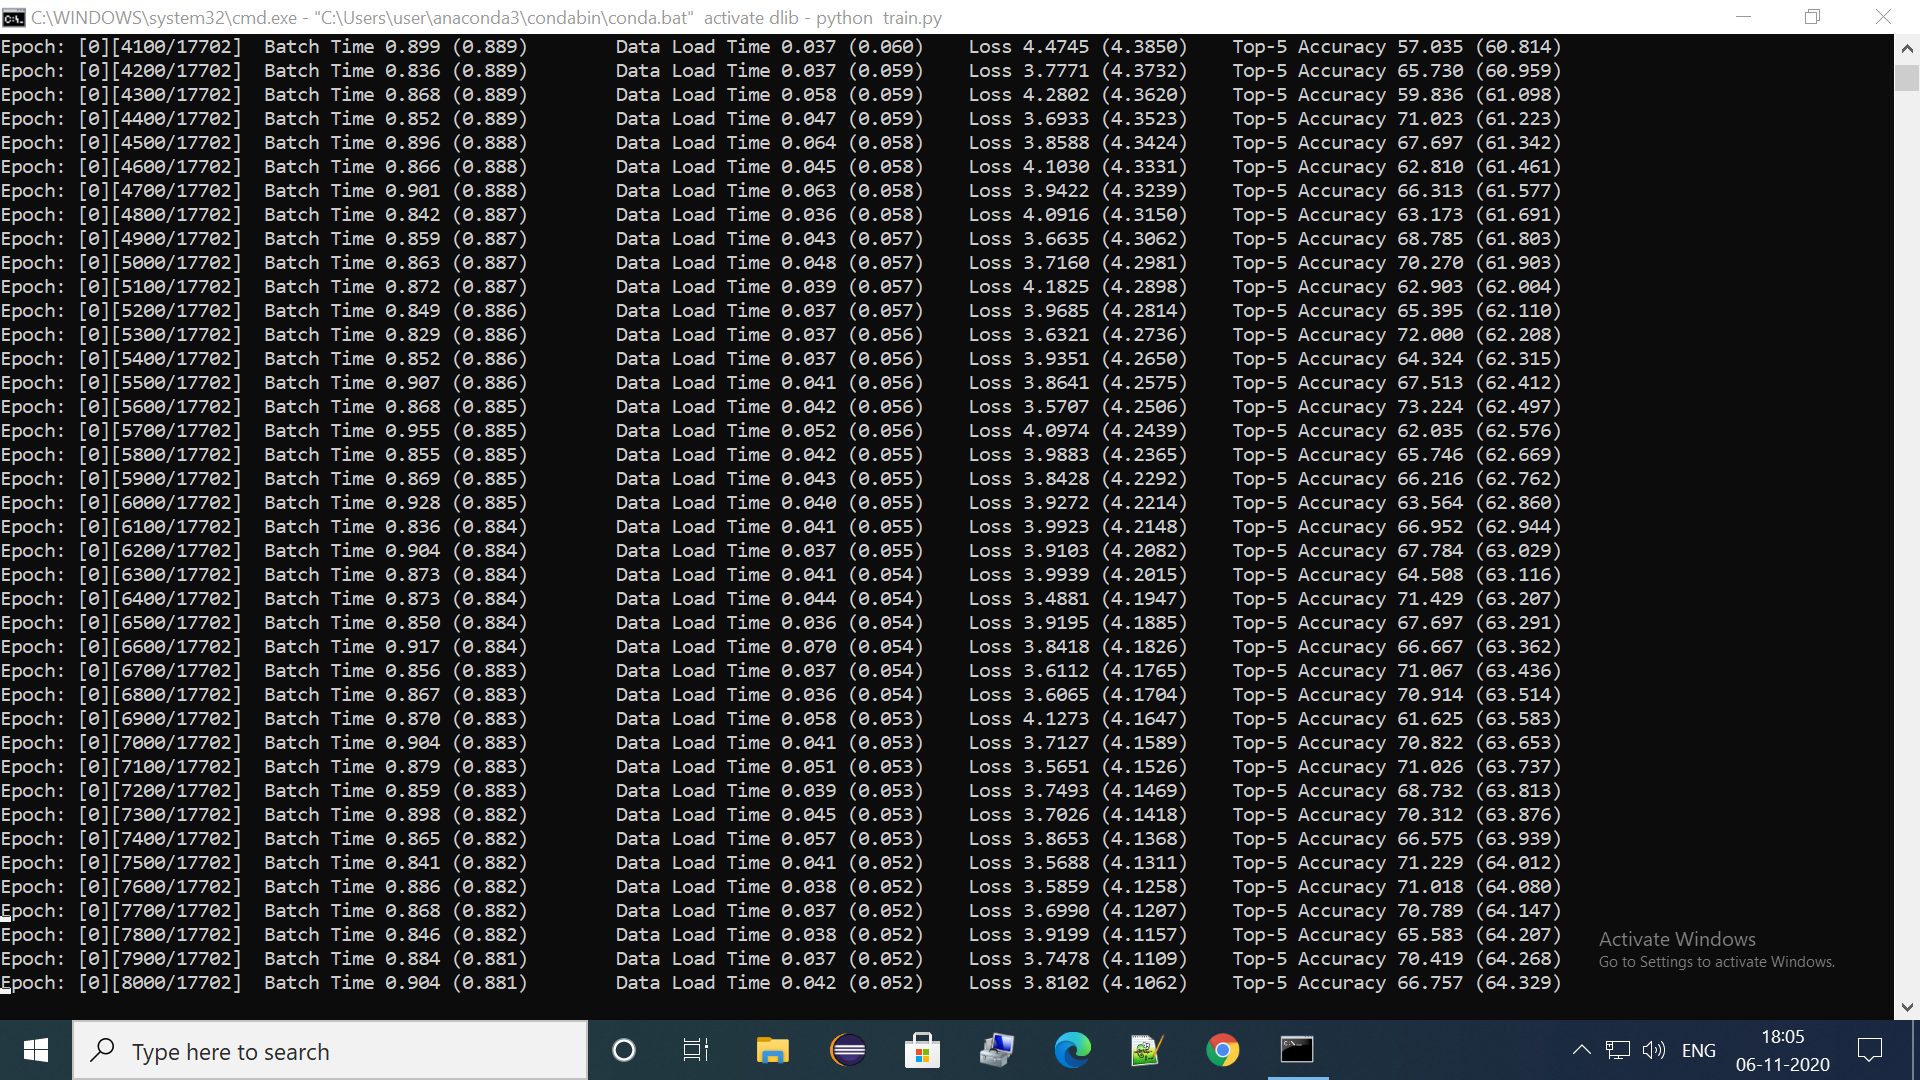 C:\WINDOWS\system32\cmd.exe - "C:\Users\user\anaconda3\condabin\conda.bat" activate dlib - python train.py
Epoch: [0][4100/17702] Batch Time 0.899 (0.889) Data Load Time 0.037 (0.060) Loss 4.4745 (4.3850) Top-5 Accuracy 57.035 (60.814)
Epoch: [0][4200/17702] Batch Time 0.836 (0.889) Data Load Time 0.037 (0.059) Loss 3.7771 (4.3732) Top-5 Accuracy 65.730 (60.959)
Epoch: [0][4300/17702] Batch Time 0.868 (0.889) Data Load Time 0.058 (0.059) Loss 4.2802 (4.3620) Top-5 Accuracy 59.836 (61.098)
Epoch: [0][4400/17702] Batch Time 0.852 (0.889) Data Load Time 0.047 (0.059) Loss 3.6933 (4.3523) Top-5 Accuracy 71.023 (61.223)
Epoch: [0][4500/17702] Batch Time 0.896 (0.888) Data Load Time 0.064 (0.058) Loss 3.8588 (4.3424) Top-5 Accuracy 67.697 (61.342)
Epoch: [0][4600/17702] Batch Time 0.866 (0.888) Data Load Time 0.045 (0.058) Loss 4.1030 (4.3331) Top-5 Accuracy 62.810 (61.461)
Epoch: [0][4700/17702] Batch Time 0.901 (0.888) Data Load Time 0.063 (0.058) Loss 3.9422 (4.3239) Top-5 Accuracy 66.313 (61.577)
Epoch: [0][4800/17702] Batch Time 0.842 (0.887) Data Load Time 0.036 (0.058) Loss 4.0916 (4.3150) Top-5 Accuracy 63.173 (61.691)
Epoch: [0][4900/17702] Batch Time 0.859 (0.887) Data Load Time 0.043 (0.057) Loss 3.6635 (4.3062) Top-5 Accuracy 68.785 (61.803)
Epoch: [0][5000/17702] Batch Time 0.863 (0.887) Data Load Time 0.048 (0.057) Loss 3.7160 (4.2981) Top-5 Accuracy 70.270 (61.903)
Epoch: [0][5100/17702] Batch Time 0.872 (0.887) Data Load Time 0.039 (0.057) Loss 4.1825 (4.2898) Top-5 Accuracy 62.903 (62.004)
Epoch: [0][5200/17702] Batch Time 0.849 (0.886) Data Load Time 0.037 (0.057) Loss 3.9685 (4.2814) Top-5 Accuracy 65.395 (62.110)
Epoch: [0][5300/17702] Batch Time 0.829 (0.886) Data Load Time 0.037 (0.056) Loss 3.6321 (4.2736) Top-5 Accuracy 72.000 (62.208)
Epoch: [0][5400/17702] Batch Time 0.852 (0.886) Data Load Time 0.037 (0.056) Loss 3.9351 (4.2650) Top-5 Accuracy 64.324 (62.315)
Epoch: [0][5500/17702] Batch Time 0.907 (0.886) Data Load Time 0.041 (0.056) Loss 3.8641 (4.2575) Top-5 Accuracy 67.513 (62.412)
Epoch: [0][5600/17702] Batch Time 0.868 (0.885) Data Load Time 0.042 (0.056) Loss 3.5707 (4.2506) Top-5 Accuracy 73.224 (62.497)
Epoch: [0][5700/17702] Batch Time 0.955 (0.885) Data Load Time 0.052 (0.056) Loss 4.0974 (4.2439) Top-5 Accuracy 62.035 (62.576)
Epoch: [0][5800/17702] Batch Time 0.855 (0.885) Data Load Time 0.042 (0.055) Loss 3.9883 (4.2365) Top-5 Accuracy 65.746 (62.669)
Epoch: [0][5900/17702] Batch Time 0.869 (0.885) Data Load Time 0.043 (0.055) Loss 3.8428 (4.2292) Top-5 Accuracy 66.216 (62.762)
Epoch: [0][6000/17702] Batch Time 0.928 (0.885) Data Load Time 0.040 (0.055) Loss 3.9272 (4.2214) Top-5 Accuracy 63.564 (62.860)
Epoch: [0][6100/17702] Batch Time 0.836 (0.884) Data Load Time 0.041 (0.055) Loss 3.9923 (4.2148) Top-5 Accuracy 66.952 (62.944)
Epoch: [0][6200/17702] Batch Time 0.904 (0.884) Data Load Time 0.037 (0.055) Loss 3.9103 (4.2082) Top-5 Accuracy 67.784 (63.029)
Epoch: [0][6300/17702] Batch Time 0.873 (0.884) Data Load Time 0.041 (0.054) Loss 3.9939 (4.2015) Top-5 Accuracy 64.508 (63.116)
Epoch: [0][6400/17702] Batch Time 0.873 (0.884) Data Load Time 0.044 (0.054) Loss 3.4881 (4.1947) Top-5 Accuracy 71.429 (63.207)
Epoch: [0][6500/17702] Batch Time 0.850 (0.884) Data Load Time 0.036 (0.054) Loss 3.9195 (4.1885) Top-5 Accuracy 67.697 (63.291)
Epoch: [0][6600/17702] Batch Time 0.917 (0.884) Data Load Time 0.070 (0.054) Loss 3.8418 (4.1826) Top-5 Accuracy 66.667 (63.362)
Epoch: [0][6700/17702] Batch Time 0.856 (0.883) Data Load Time 0.037 (0.054) Loss 3.6112 (4.1765) Top-5 Accuracy 71.067 (63.436)
Epoch: [0][6800/17702] Batch Time 0.867 (0.883) Data Load Time 0.036 (0.054) Loss 3.6065 (4.1704) Top-5 Accuracy 70.914 (63.514)
Epoch: [0][6900/17702] Batch Time 0.870 (0.883) Data Load Time 0.058 (0.053) Loss 4.1273 (4.1647) Top-5 Accuracy 61.625 (63.583)
Epoch: [0][7000/17702] Batch Time 0.904 (0.883) Data Load Time 0.041 (0.053) Loss 3.7127 (4.1589) Top-5 Accuracy 70.822 (63.653)
Epoch: [0][7100/17702] Batch Time 0.879 (0.883) Data Load Time 0.051 (0.053) Loss 3.5651 (4.1526) Top-5 Accuracy 71.026 (63.737)
Epoch: [0][7200/17702] Batch Time 0.859 (0.883) Data Load Time 0.039 (0.053) Loss 3.7493 (4.1469) Top-5 Accuracy 68.732 (63.813)
Epoch: [0][7300/17702] Batch Time 0.898 (0.882) Data Load Time 0.045 (0.053) Loss 3.7026 (4.1418) Top-5 Accuracy 70.312 (63.876)
Epoch: [0][7400/17702] Batch Time 0.865 (0.882) Data Load Time 0.057 (0.053) Loss 3.8653 (4.1368) Top-5 Accuracy 66.575 (63.939)
Epoch: [0][7500/17702] Batch Time 0.841 (0.882) Data Load Time 0.041 (0.052) Loss 3.5688 (4.1311) Top-5 Accuracy 71.229 (64.012)
Epoch: [0][7600/17702] Batch Time 0.886 (0.882) Data Load Time 0.038 (0.052) Loss 3.5859 (4.1258) Top-5 Accuracy 71.018 (64.080)
Epoch: [0][7700/17702] Batch Time 0.868 (0.882) Data Load Time 0.037 (0.052) Loss 3.6990 (4.1207) Top-5 Accuracy 70.789 (64.147)
Epoch: [0][7800/17702] Batch Time 0.846 (0.882) Data Load Time 0.038 (0.052) Loss 3.9199 (4.1157) Top-5 Accuracy 65.583 (64.207)
Epoch: [0][7900/17702] Batch Time 0.884 (0.881) Data Load Time 0.037 (0.052) Loss 3.7478 (4.1109) Top-5 Accuracy 70.419 (64.268)
Epoch: [0][8000/17702] Batch Time 0.904 (0.881) Data Load Time 0.042 (0.052) Loss 3.8102 (4.1062) Top-5 Accuracy 66.757 (64.329)
Activate Windows
Go to Settings to activate Windows.
Type here to search
ENG
18:05
06-11-2020